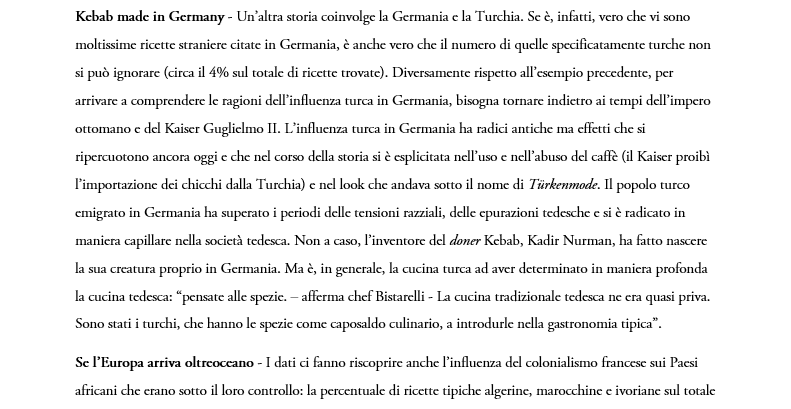 Kebab made in Germany - Un’altra storia coinvolge la Germania e la Turchia. Se è, infatti, vero che vi sono
moltissime ricette straniere citate in Germania, è anche vero che il numero di quelle specificatamente turche non
si può ignorare (circa il 4% sul totale di ricette trovate). Diversamente rispetto all’esempio precedente, per
arrivare a comprendere le ragioni dell’influenza turca in Germania, bisogna tornare indietro ai tempi dell’impero
ottomano e del Kaiser Guglielmo II. L’influenza turca in Germania ha radici antiche ma effetti che si
ripercuotono ancora oggi e che nel corso della storia si è esplicitata nell’uso e nell’abuso del caffè (il Kaiser proibì
l’importazione dei chicchi dalla Turchia) e nel look che andava sotto il nome di Türkenmode. Il popolo turco
emigrato in Germania ha superato i periodi delle tensioni razziali, delle epurazioni tedesche e si è radicato in
maniera capillare nella società tedesca. Non a caso, l’inventore del doner Kebab, Kadir Nurman, ha fatto nascere
la sua creatura proprio in Germania. Ma è, in generale, la cucina turca ad aver determinato in maniera profonda
la cucina tedesca: “pensate alle spezie. – afferma chef Bistarelli - La cucina tradizionale tedesca ne era quasi priva.
Sono stati i turchi, che hanno le spezie come caposaldo culinario, a introdurle nella gastronomia tipica”.
Se l’Europa arriva oltreoceano - I dati ci fanno riscoprire anche l’influenza del colonialismo francese sui Paesi
africani che erano sotto il loro controllo: la percentuale di ricette tipiche algerine, marocchine e ivoriane sul totale